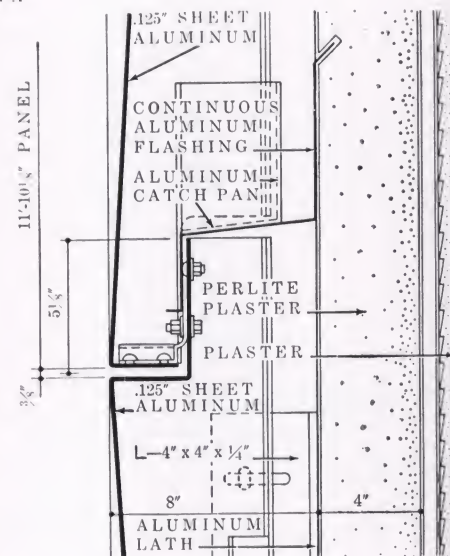 .125" SHEET
ALUMINUM
11'-10⅛" PANEL
CONTINUOUS
ALUMINUM
FLASHING
ALUMINUM
CATCH PAN
5⅛"
PERLITE
PLASTER
PLASTER
⅜"
.125" SHEET
ALUMINUM
L—4" x 4" x ¼"
8"
4"
ALUMINUM
LATH